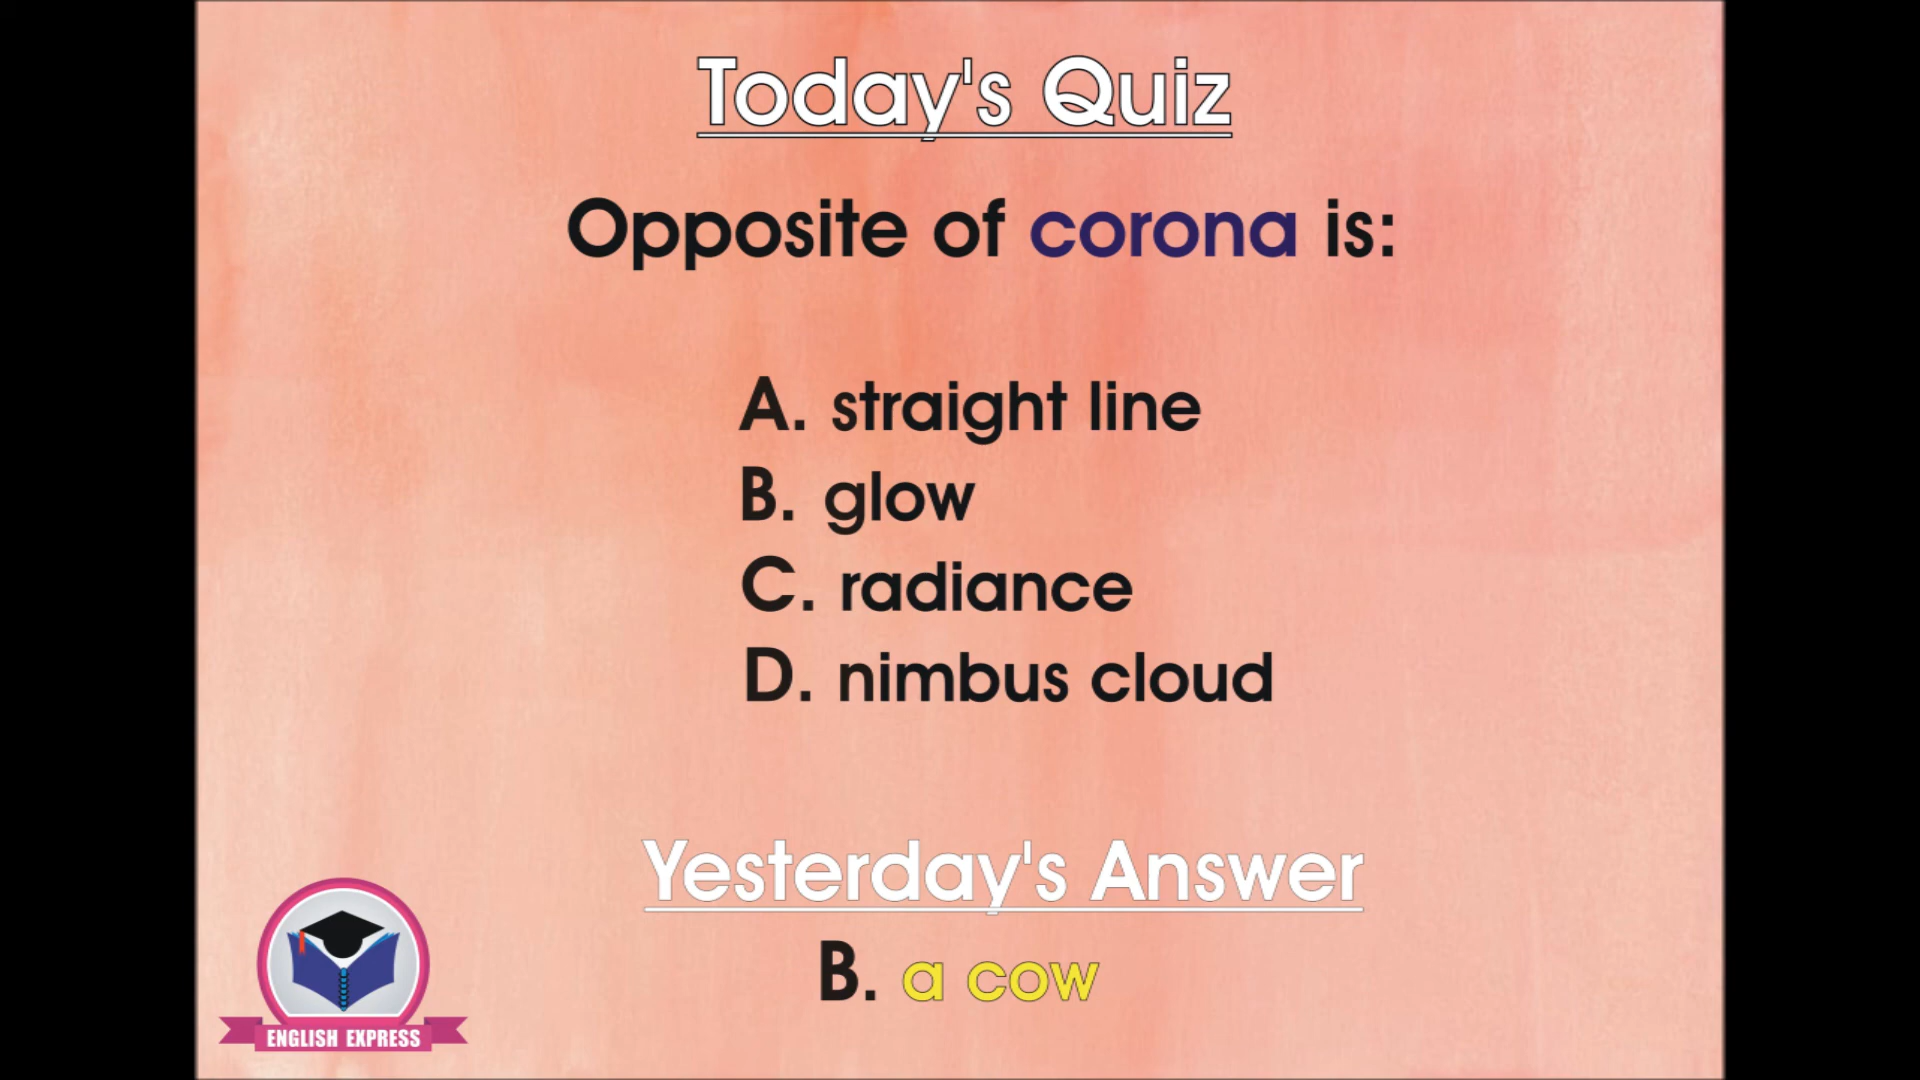 Today's Quiz
Opposite of corona is:
A. straight line
B. glow
C. radiance
D. nimbus cloud
Yesterday's Answer
B. a cow
ENGLISH EXPRESS